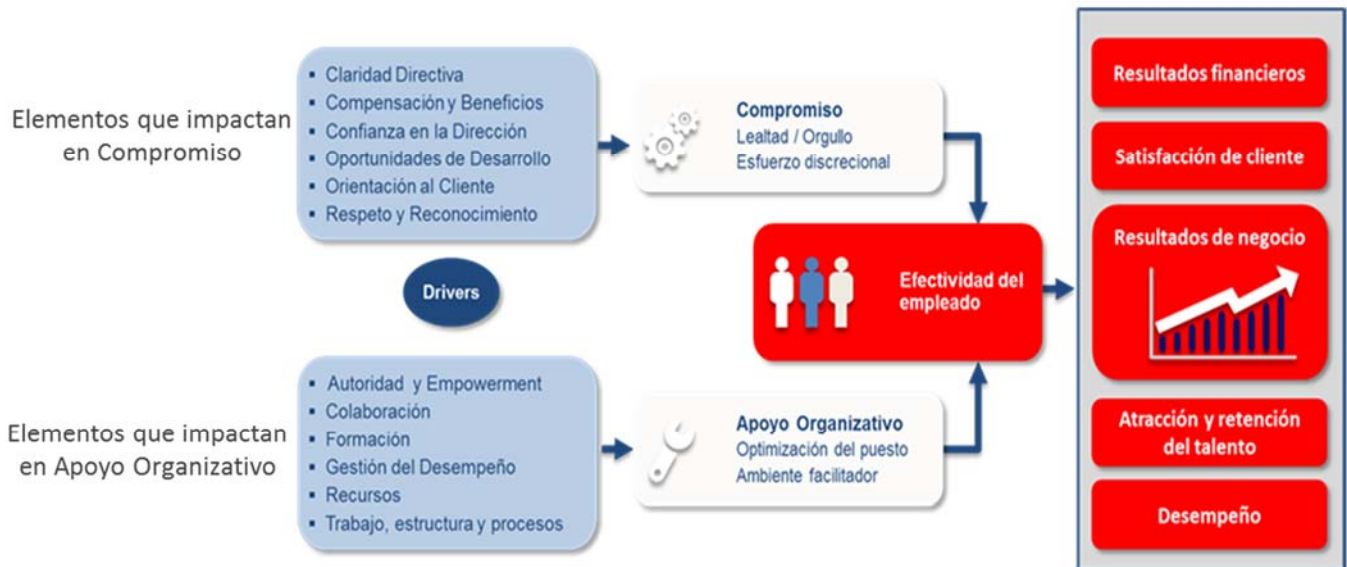 Elementos que impactan
en Compromiso
▪ Claridad Directiva
▪ Compensación y Beneficios
▪ Confianza en la Dirección
▪ Oportunidades de Desarrollo
▪ Orientación al Cliente
▪ Respeto y Reconocimiento
Compromiso
Lealtad / Orgullo
Esfuerzo discrecional
Drivers
Efectividad del
empleado
Elementos que impactan
en Apoyo Organizativo
▪ Autoridad y Empowerment
▪ Colaboración
▪ Formación
▪ Gestión del Desempeño
▪ Recursos
▪ Trabajo, estructura y procesos
Apoyo Organizativo
Optimización del puesto
Ambiente facilitador
Resultados financieros
Satisfacción de cliente
Resultados de negocio
Atracción y retención
del talento
Desempeño